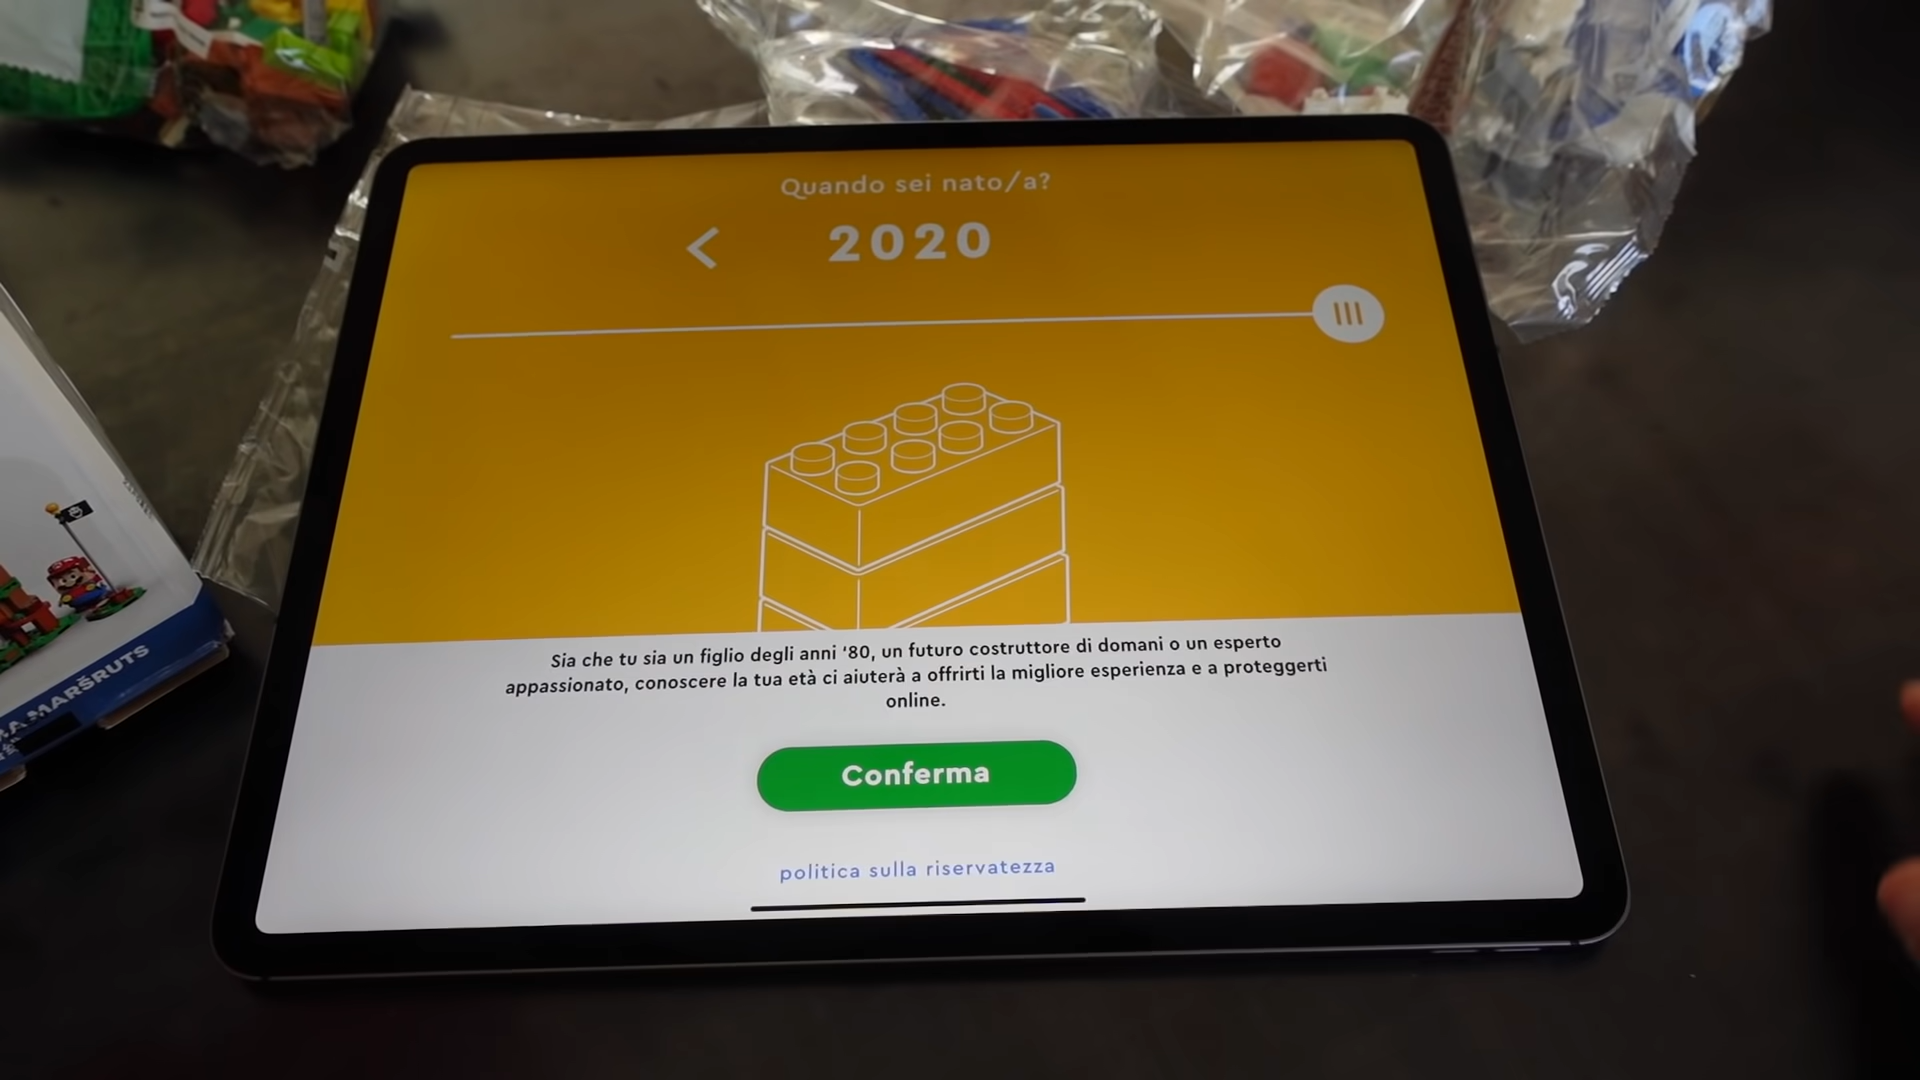 Quando sei nato/a?
2020
Sia che tu sia un figlio degli anni '80, un futuro costruttore di domani o un esperto
appassionato, conoscere la tua età ci aiuterà a offrirti la migliore esperienza e a proteggerti
online.
Conferma
politica sulla riservatezza
MARŠRUTS